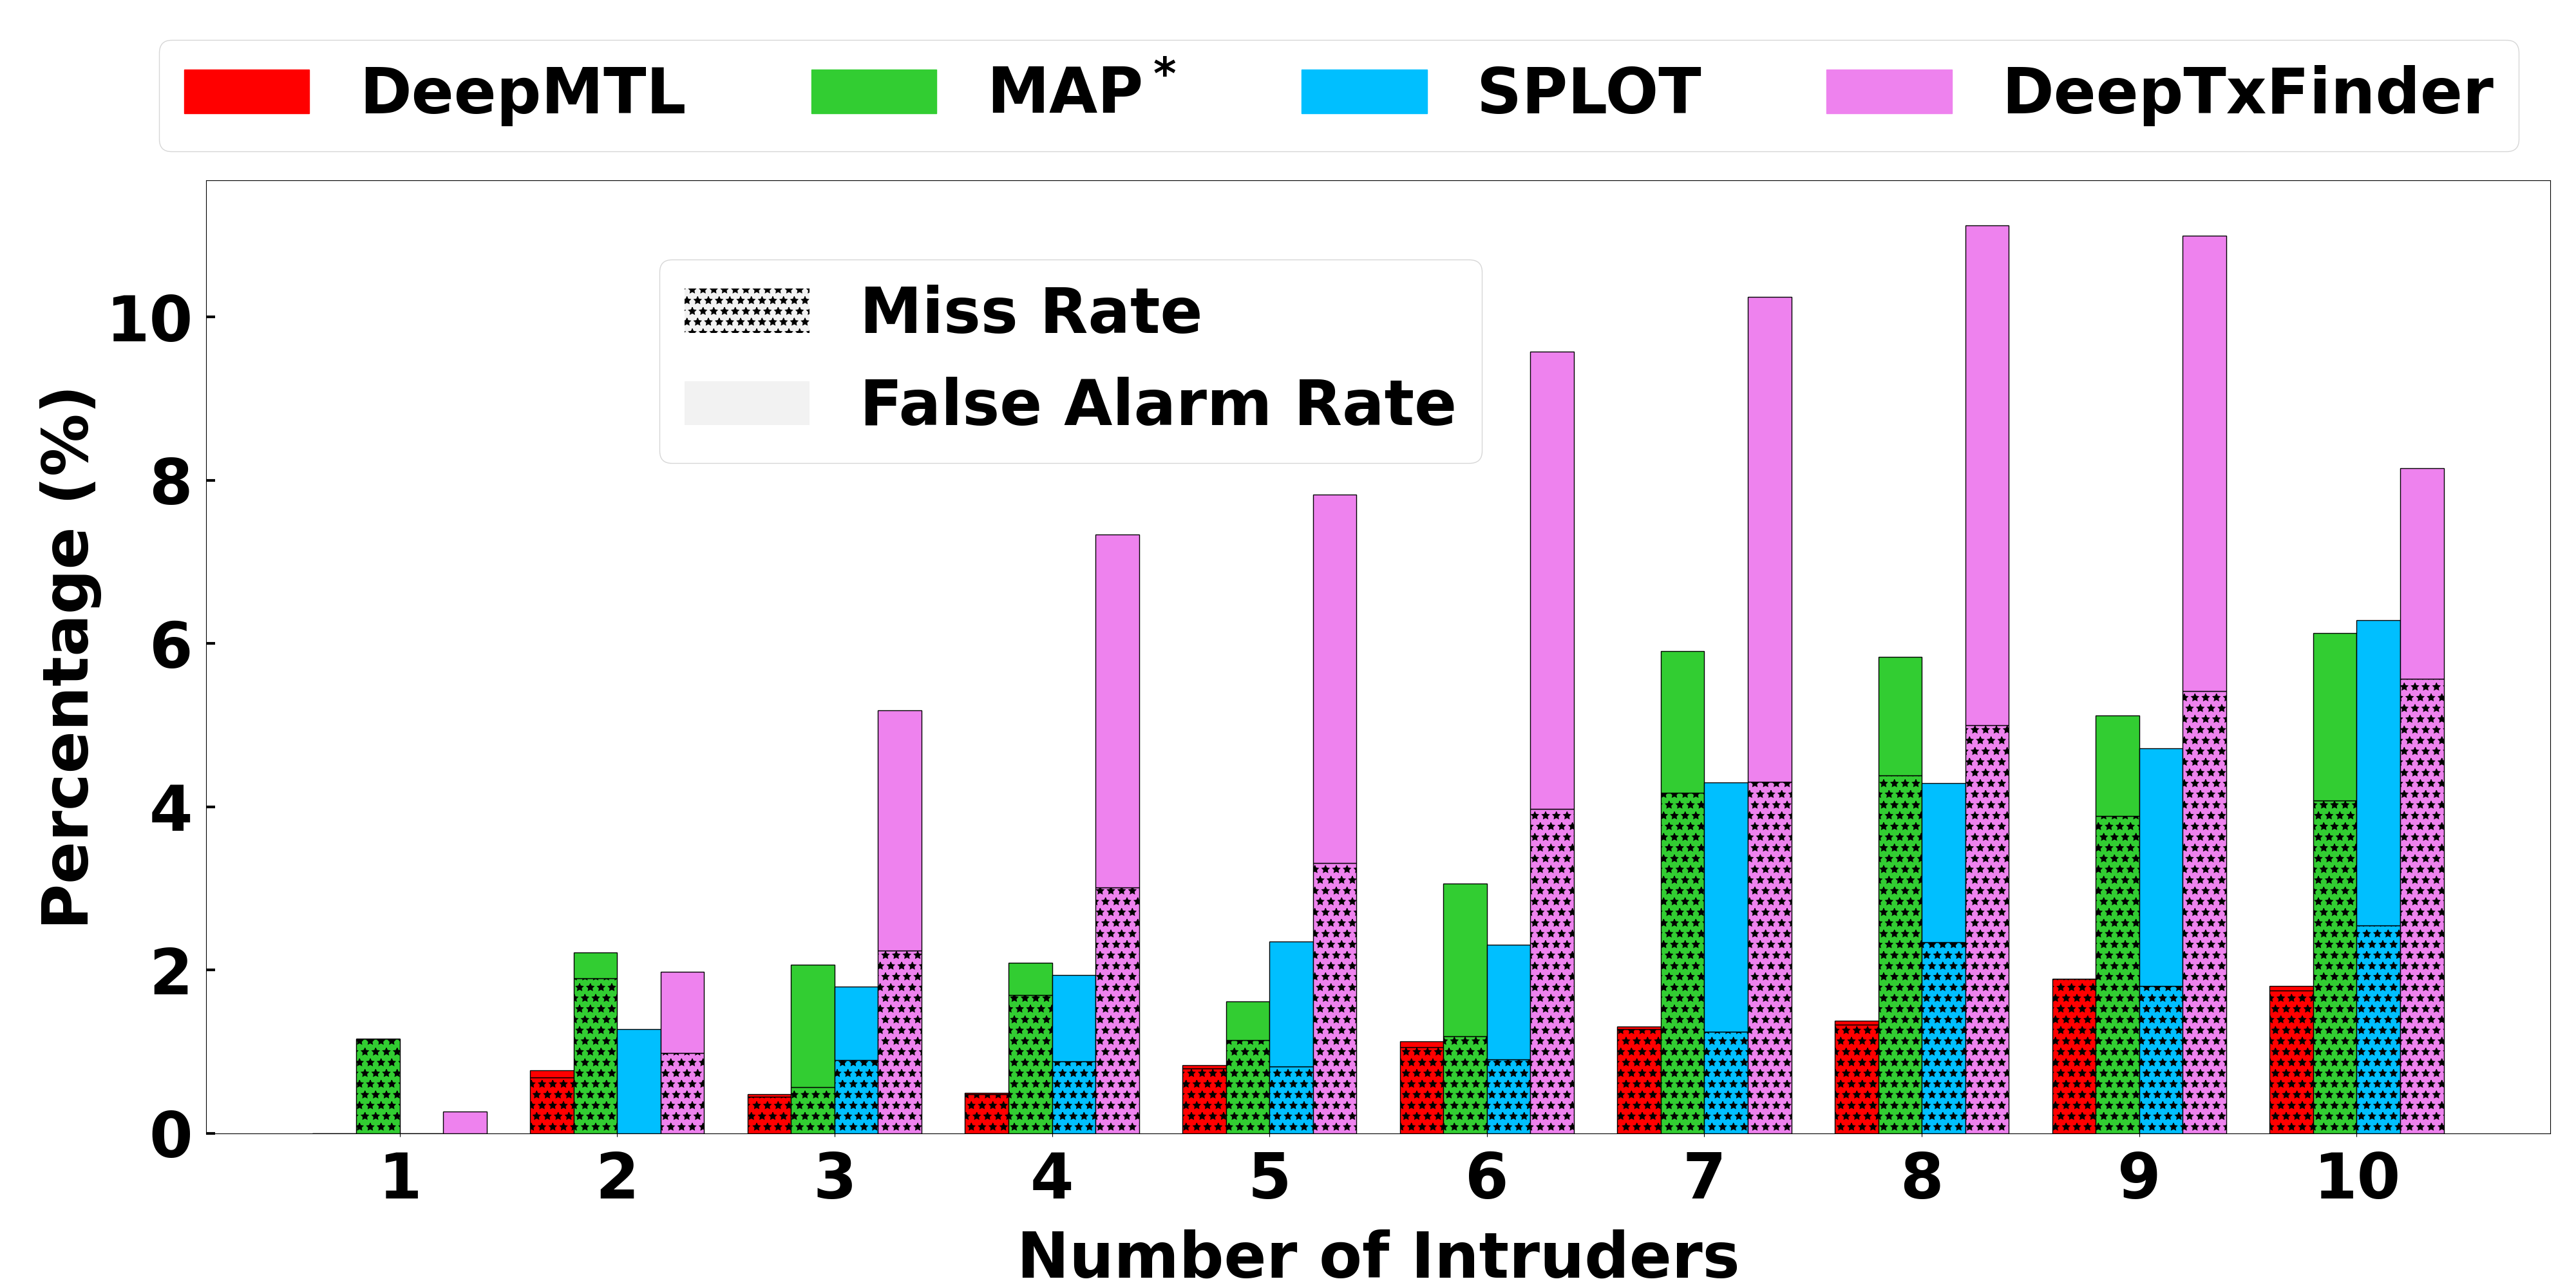 DeepMTL MAP* SPLOT DeepTxFinder
Miss Rate
False Alarm Rate
Percentage (%)
10
8
6
4
2
0
1 2 3 4 5 6 7 8 9 10
Number of Intruders